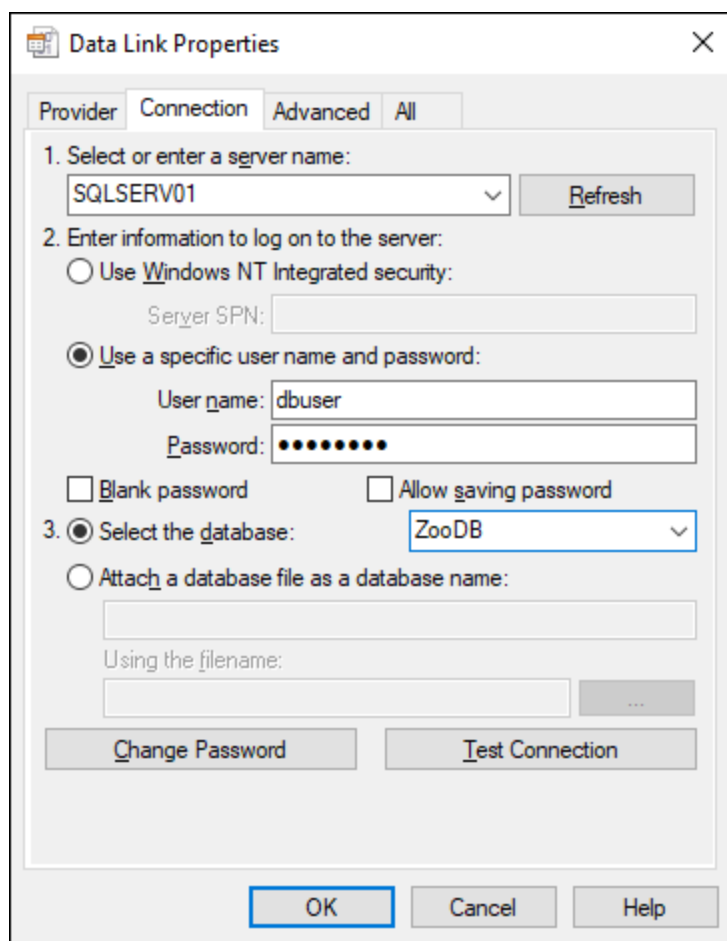 Data Link Properties
Provider Connection Advanced All
1. Select or enter a server name:
SQLSERV01 Refresh
2. Enter information to log on to the server:
Use Windows NT Integrated security:
Server SPN:
Use a specific user name and password:
User name: dbuser
Password: ●●●●●●●●
Blank password Allow saving password
3. Select the database: ZooDB
Attach a database file as a database name:
Using the filename:
...
Change Password Test Connection
OK Cancel Help